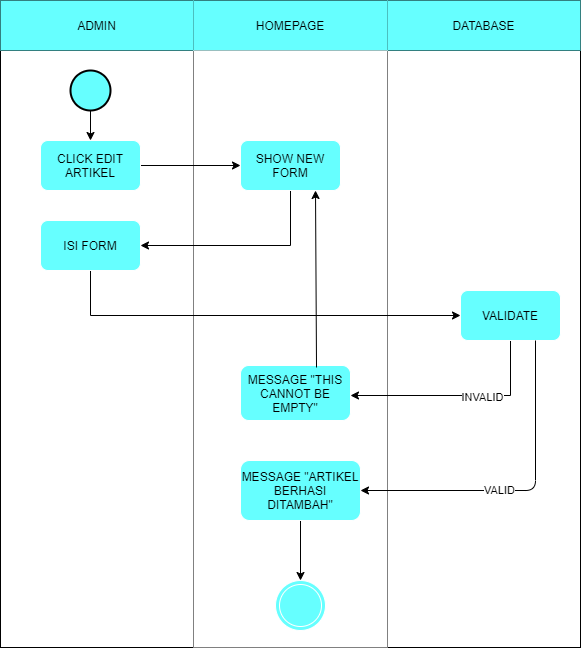 ADMIN
HOMEPAGE
DATABASE
CLICK EDIT
ARTIKEL
SHOW NEW
FORM
ISI FORM
VALIDATE
MESSAGE "THIS
CANNOT BE
EMPTY"
INVALID
MESSAGE "ARTIKEL
BERHASI
DITAMBAH"
VALID